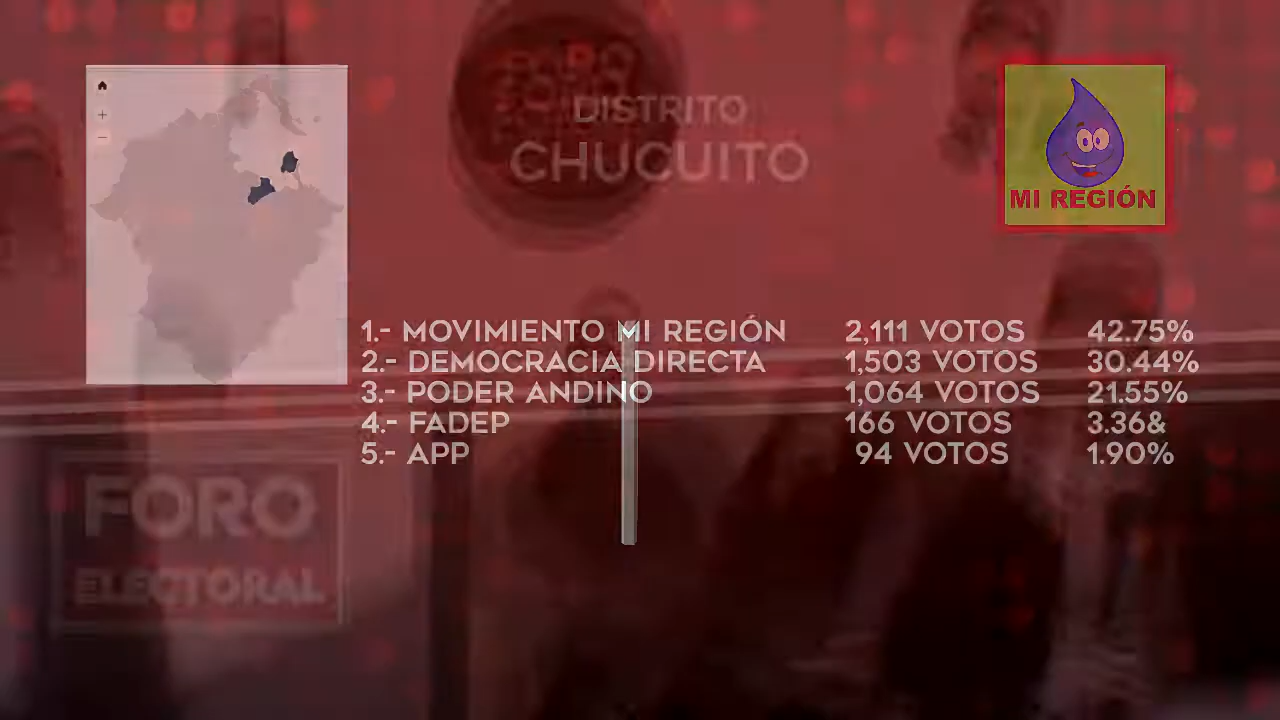 DISTRITO
CHUCUITO
MI REGIÓN
1.- MOVIMIENTO MI REGIÓN 2,111 VOTOS 42.75%
2.- DEMOCRACIA DIRECTA 1,503 VOTOS 30.44%
3.- PODER ANDINO 1,064 VOTOS 21.55%
4.- FADEP 166 VOTOS 3.36&
5.- APP 94 VOTOS 1.90%
FORO
ELECTORAL